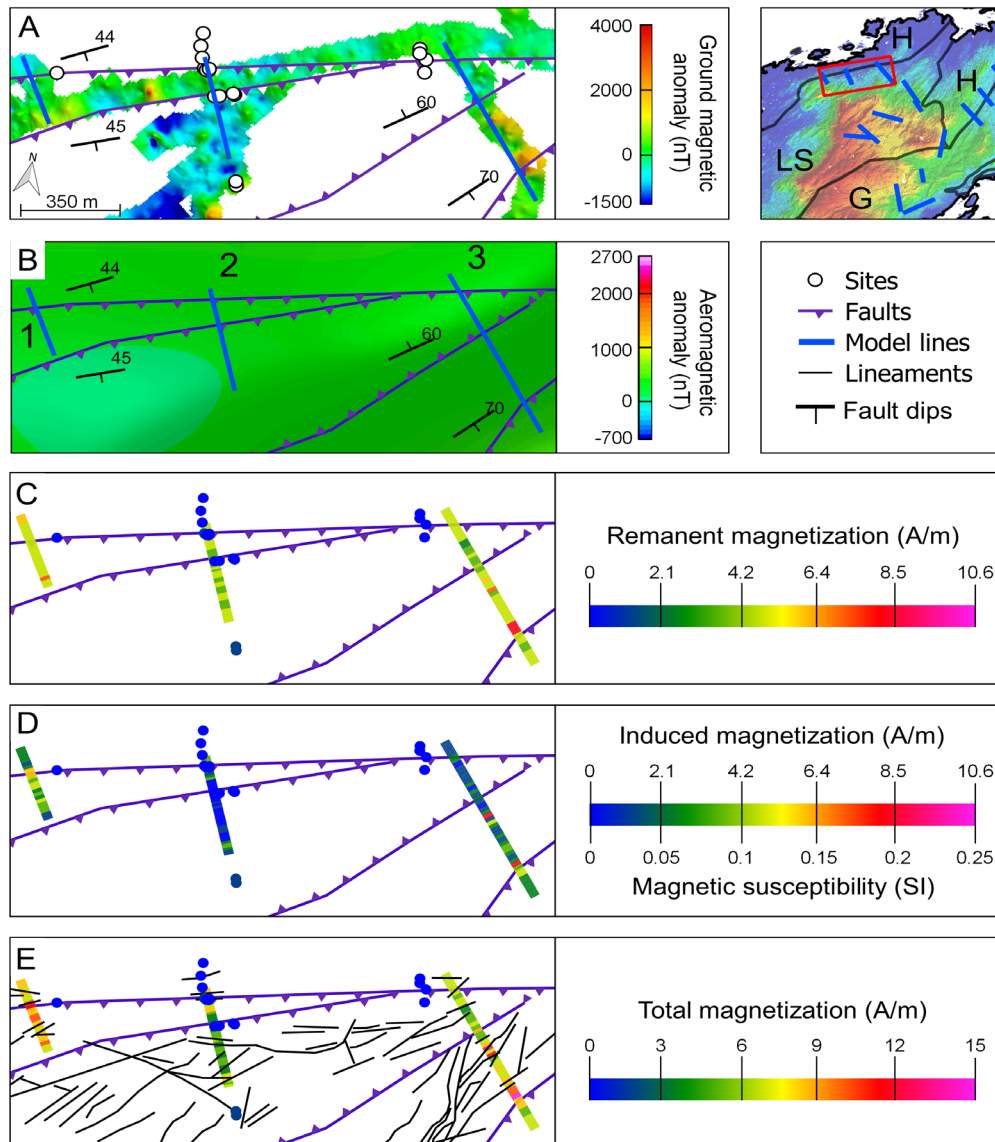 A
44
45
60
70
N
350 m
4000
2000
0
-1500
Ground magnetic
anomaly (nT)
H
H
LS
G
B
1
2
3
44
45
60
70
2700
2000
1000
0
-700
Aeromagnetic
anomaly (nT)
Sites
Faults
Model lines
Lineaments
Fault dips
C
Remanent magnetization (A/m)
0 2.1 4.2 6.4 8.5 10.6
D
Induced magnetization (A/m)
0 2.1 4.2 6.4 8.5 10.6
0 0.05 0.1 0.15 0.2 0.25
Magnetic susceptibility (SI)
E
Total magnetization (A/m)
0 3 6 9 12 15